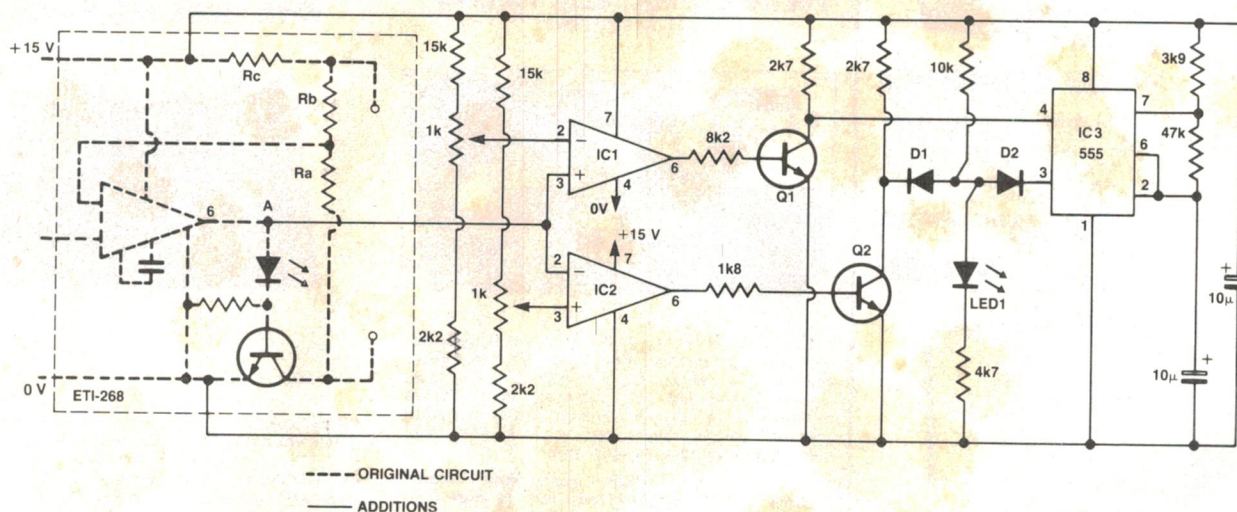 +15 V
Rc
Rb
Ra
6
A
0 V
ETI-268
15k
15k
1k
1k
2k2
2k2
2
−
3
+
IC1
7
4
0V
6
8k2
+15 V
2
−
3
+
IC2
7
4
6
1k8
2k7
Q1
2k7
Q2
10k
D1
D2
LED1
4k7
8
4
3
IC3
555
7
6
2
1
3k9
47k
+
10µ
+
10µ
ORIGINAL CIRCUIT
ADDITIONS